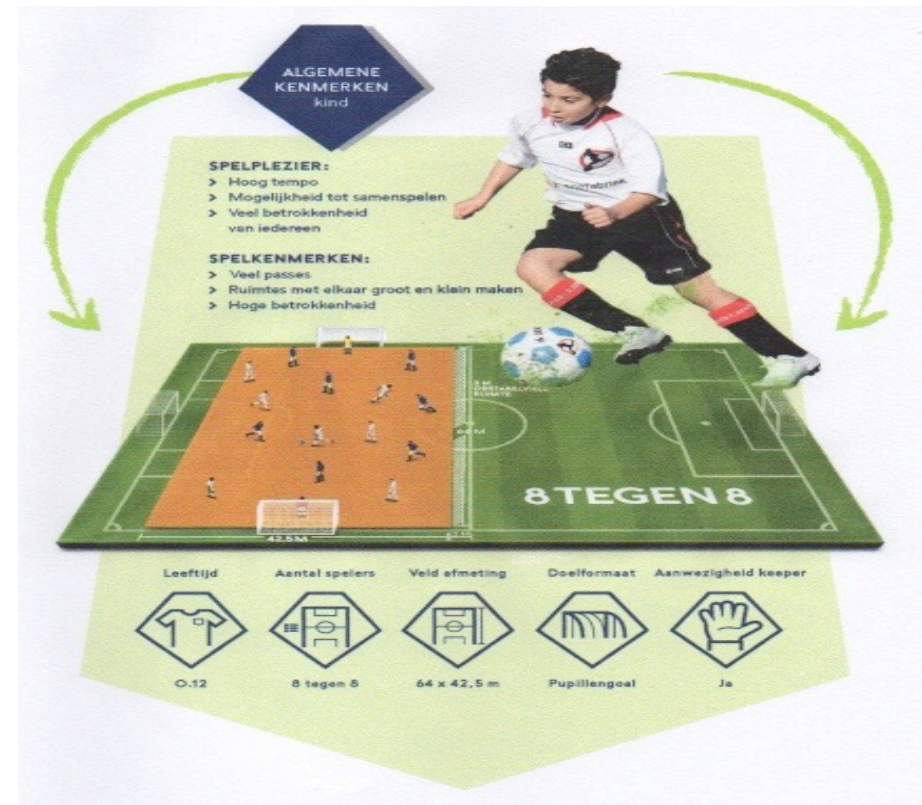 ALGEMENE
KENMERKEN
kind
SPELPLEZIER:
> Hoog tempo
> Mogelijkheid tot samenspelen
> Veel betrokkenheid
van iedereen
SPELKENMERKEN:
> Veel passes
> Ruimtes met elkaar groot en klein maken
> Hoge betrokkenheid
64 M
8 TEGEN 8
42.5 M
Leeftijd
Aantal spelers
Veld afmeting
Doelformaat
Aanwezigheid keeper
O.12
8 tegen 8
64 x 42,5 m
Pupillengoal
Ja